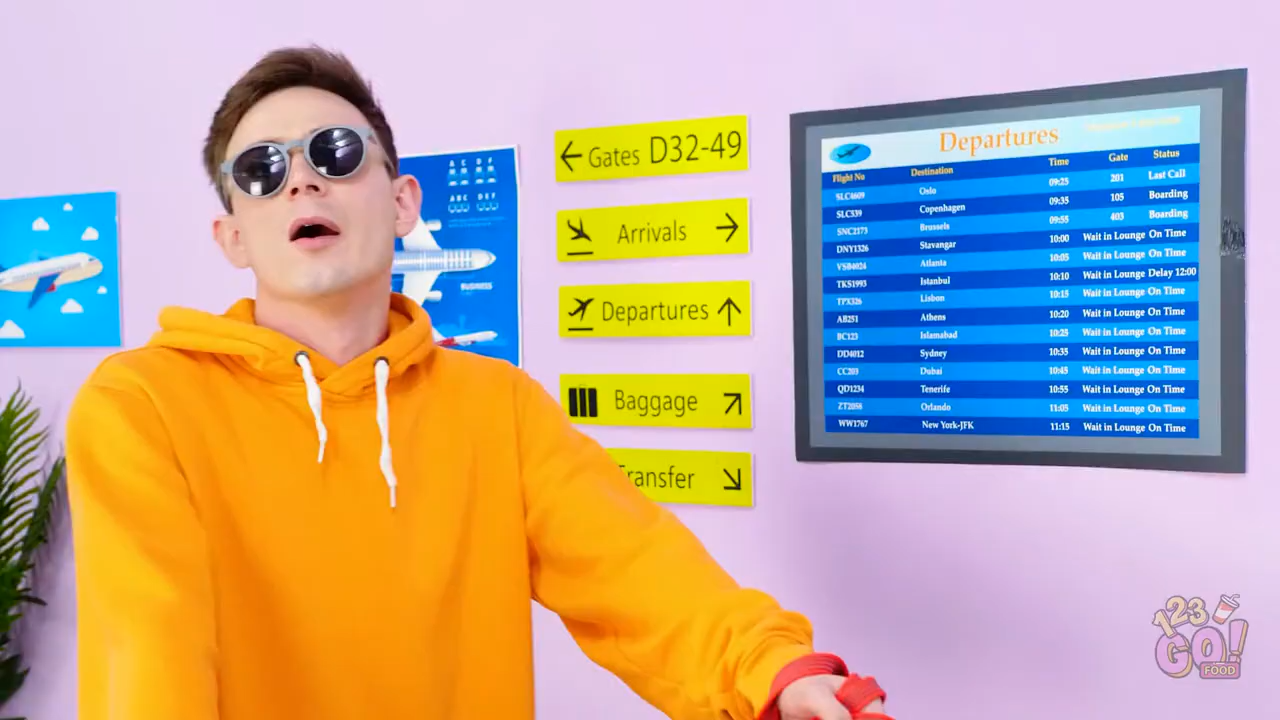 Gates D32-49
Arrivals
Departures
Baggage
Transfer
A C D F
ABC DEF
BUSINESS
Departures
Flight No Destination Time Gate Status
SLC4609 Oslo 09:25 201 Last Call
SLC539 Copenhagen 09:35 105 Boarding
SNC2173 Brussels 09:55 403 Boarding
DNY1326 Stavangar 10:00 Wait in Lounge On Time
VSB4024 Atlanta 10:05 Wait in Lounge On Time
TKS1993 Istanbul 10:10 Wait in Lounge Delay 12:00
TPX326 Lisbon 10:15 Wait in Lounge On Time
AB251 Athens 10:20 Wait in Lounge On Time
BC123 Islamabad 10:25 Wait in Lounge On Time
DD4012 Sydney 10:35 Wait in Lounge On Time
CC203 Dubai 10:45 Wait in Lounge On Time
QD1234 Tenerife 10:55 Wait in Lounge On Time
ZT2058 Orlando 11:05 Wait in Lounge On Time
WW1767 New York-JFK 11:15 Wait in Lounge On Time
123
GO!
FOOD